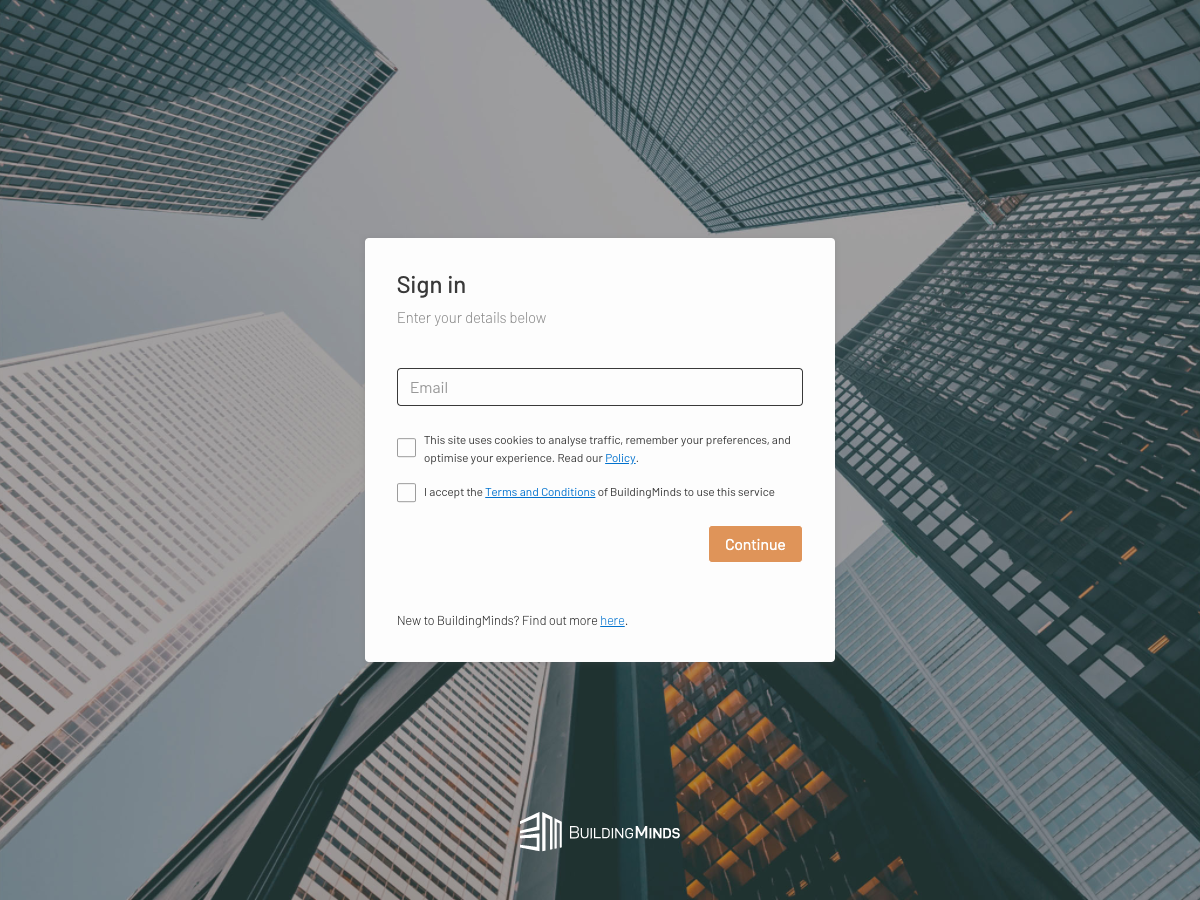 Sign in
Enter your details below
Email
This site uses cookies to analyse traffic, remember your preferences, and
optimise your experience. Read our Policy.
I accept the Terms and Conditions of BuildingMinds to use this service
Continue
New to BuildingMinds? Find out more here.
BUILDINGMINDS